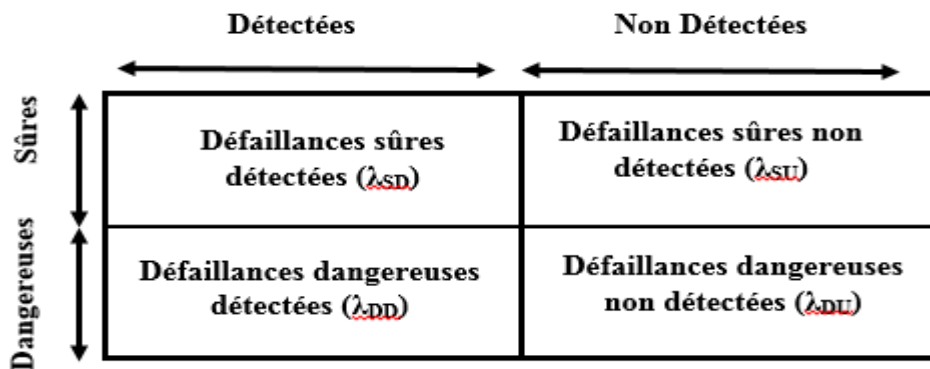 Détectées
Non Détectées
Sûres
Défaillances sûres
détectées (λSD)
Défaillances sûres non
détectées (λSU)
Dangereuses
Défaillances dangereuses
détectées (λDD)
Défaillances dangereuses
non détectées (λDU)